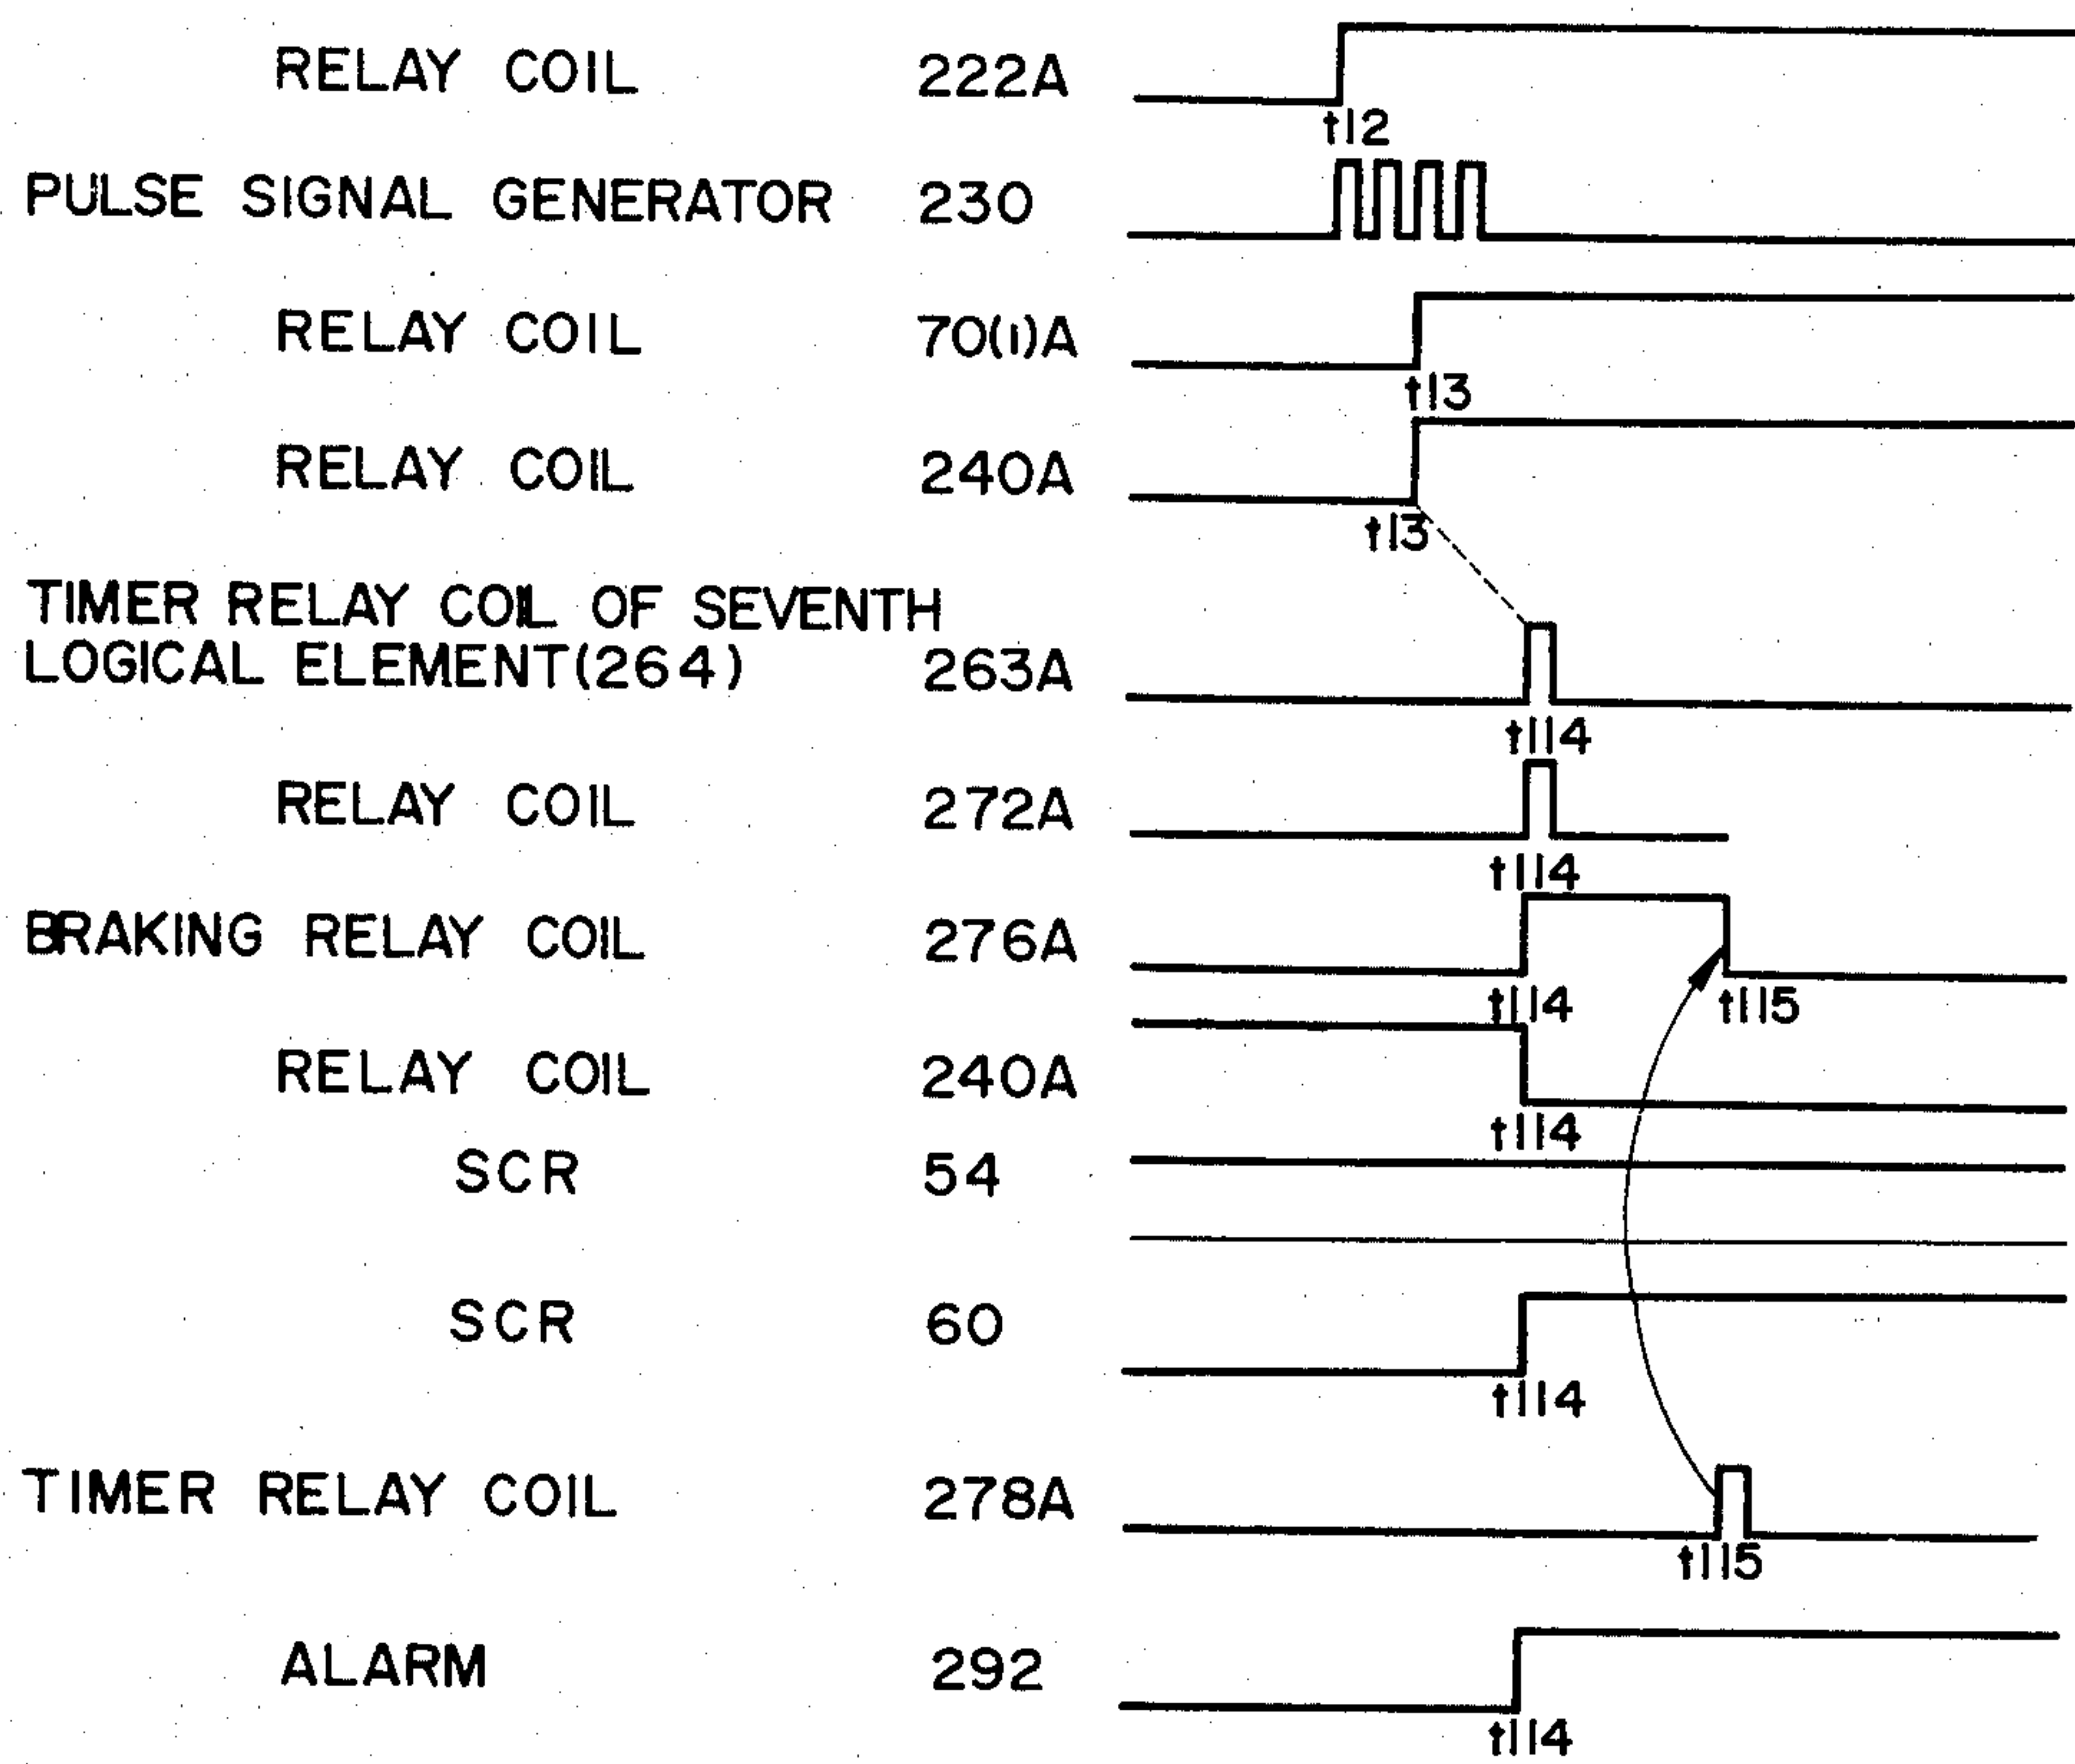 RELAY COIL 222A
t12
PULSE SIGNAL GENERATOR 230
RELAY COIL 70(1)A
t13
RELAY COIL 240A
t13
TIMER RELAY COIL OF SEVENTH
LOGICAL ELEMENT(264) 263A
t114
RELAY COIL 272A
t114
BRAKING RELAY COIL 276A
t114 t115
RELAY COIL 240A
t114
SCR 54
SCR 60
t114
TIMER RELAY COIL 278A
t115
ALARM 292
t114